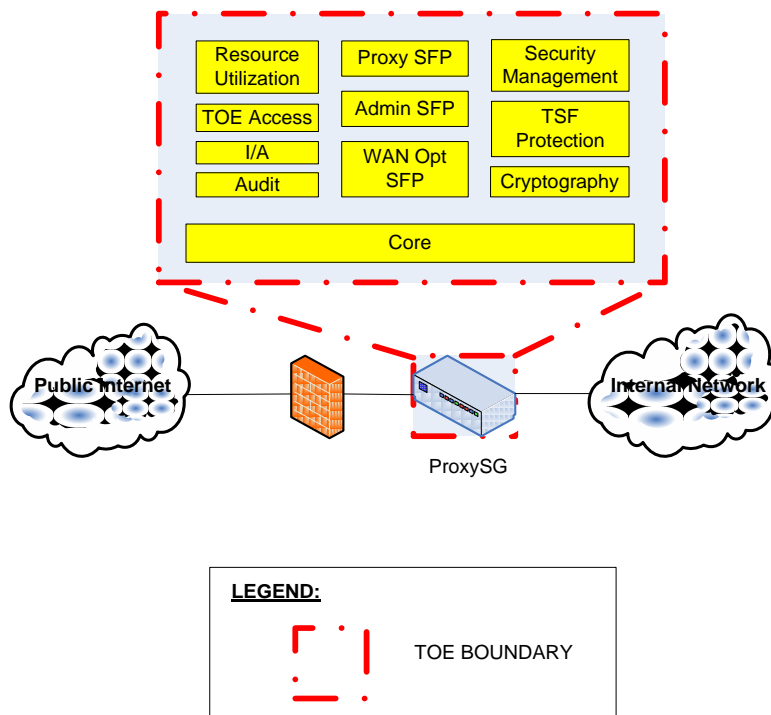 Resource
Utilization
Proxy SFP
Security
Management
TOE Access
Admin SFP
TSF
Protection
I/A
WAN Opt
SFP
Audit
Cryptography
Core
Public Internet
Internal Network
ProxySG
LEGEND:
TOE BOUNDARY